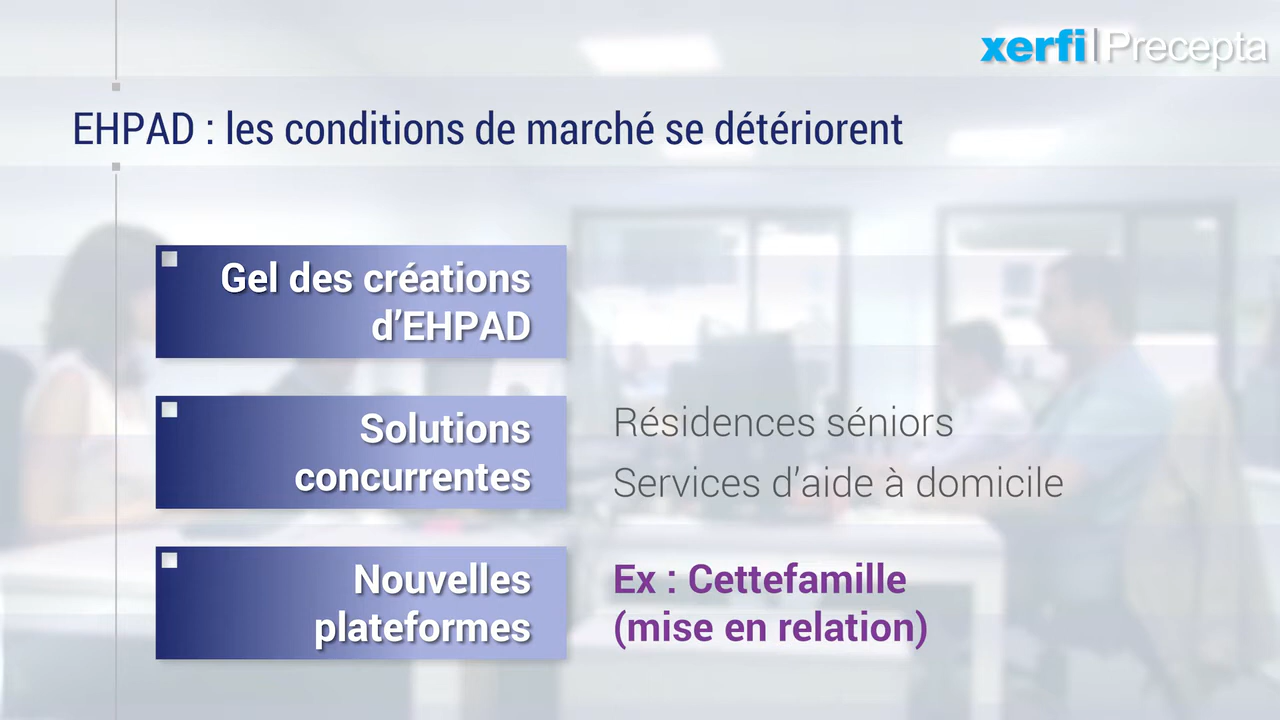 xerfi|Precepta
EHPAD : les conditions de marché se détériorent
Gel des créations
d’EHPAD
Solutions
concurrentes
Résidences séniors
Services d’aide à domicile
Nouvelles
plateformes
Ex : Cettefamille
(mise en relation)